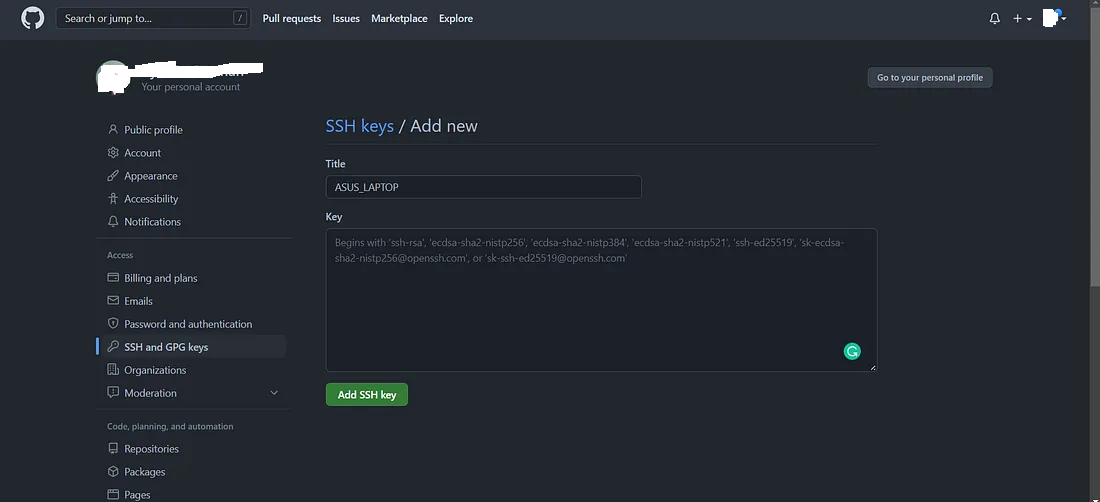 Search or jump to... /
Pull requests
Issues
Marketplace
Explore
Your personal account
Go to your personal profile
Public profile
Account
Appearance
Accessibility
Notifications
Access
Billing and plans
Emails
Password and authentication
SSH and GPG keys
Organizations
Moderation
Code, planning, and automation
Repositories
Packages
Pages
SSH keys / Add new
Title
ASUS_LAPTOP
Key
Begins with 'ssh-rsa', 'ecdsa-sha2-nistp256', 'ecdsa-sha2-nistp384', 'ecdsa-sha2-nistp521', 'ssh-ed25519', 'sk-ecdsa-
sha2-nistp256@openssh.com', or 'sk-ssh-ed25519@openssh.com'
Add SSH key